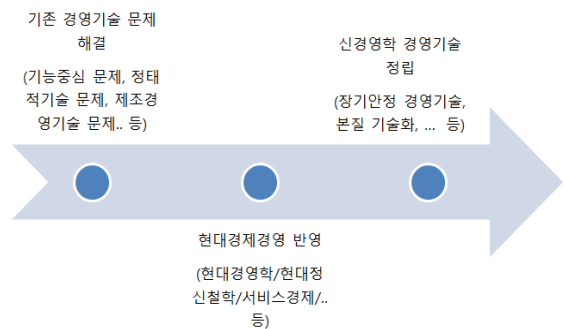 기존 경영기술 문제
해결
(기능중심 문제, 정태
적기술 문제, 제조경
영기술 문제.. 등)
현대경제경영 반영
(현대경영학/현대정
신철학/서비스경제/..
등)
신경영학 경영기술
정립
(장기안정 경영기술,
본질 기술화, ... 등)